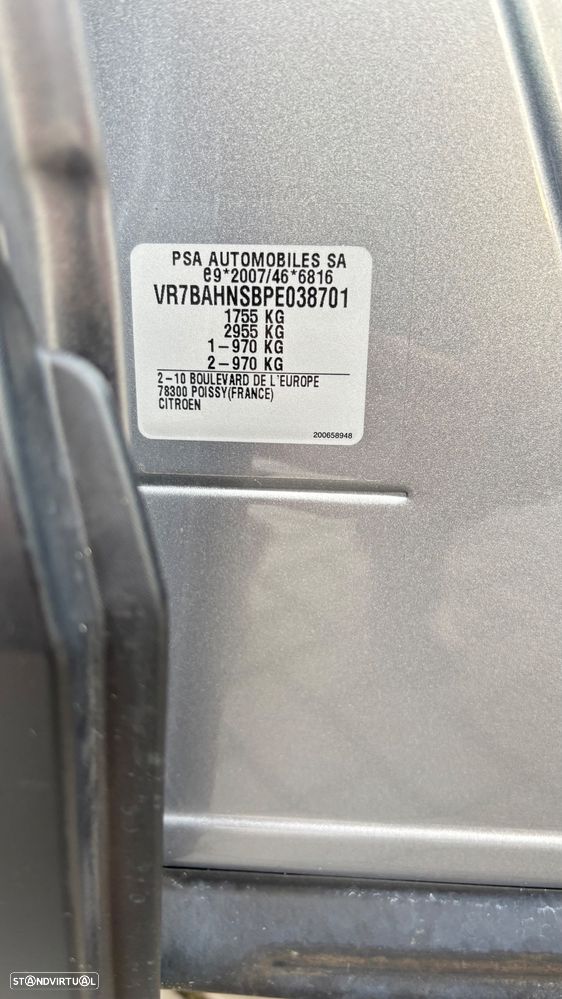 PSA AUTOMOBILES SA
e9*2007/46*6816
VR7BAHNSBPE038701
1755 KG
2955 KG
1-970 KG
2-970 KG
2-10 BOULEVARD DE L'EUROPE
78300 POISSY(FRANCE)
CITROEN
200658948
STANDVIRTUAL